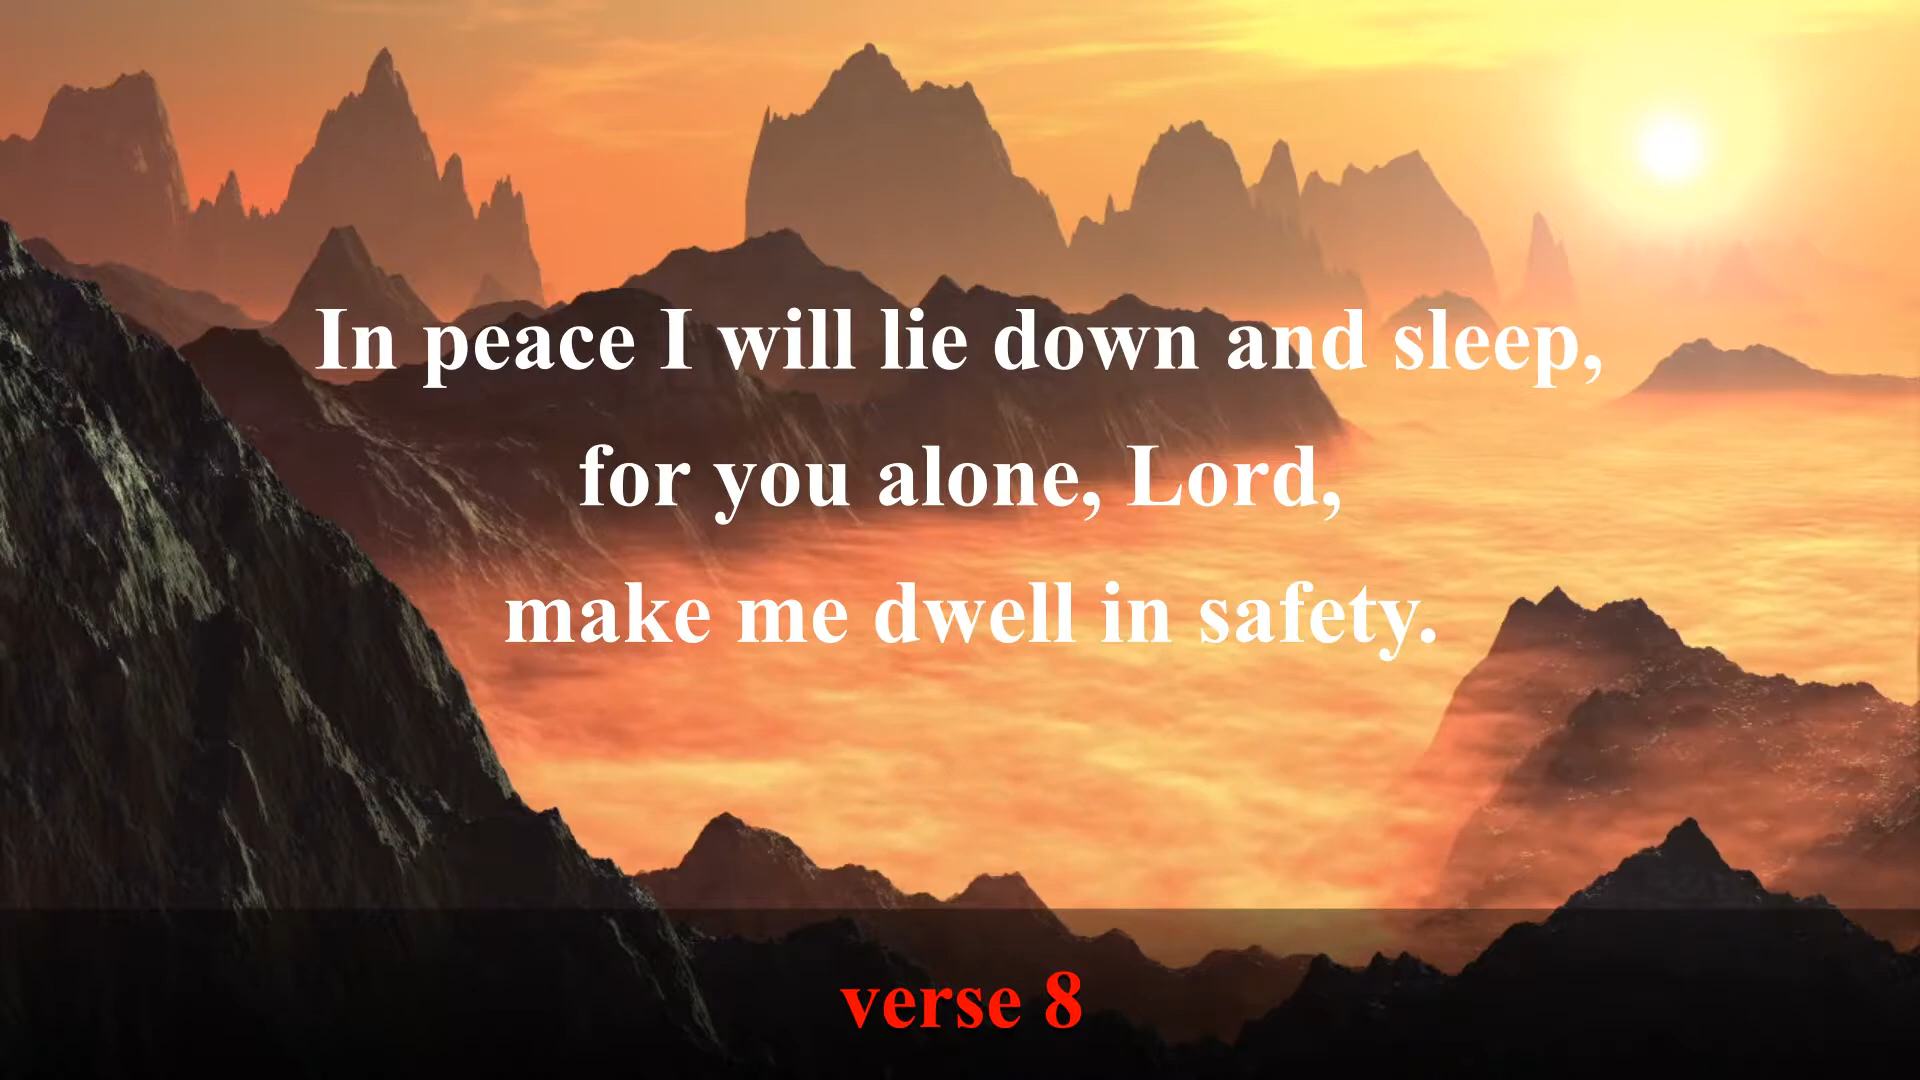 In peace I will lie down and sleep,
for you alone, Lord,
make me dwell in safety.
verse 8